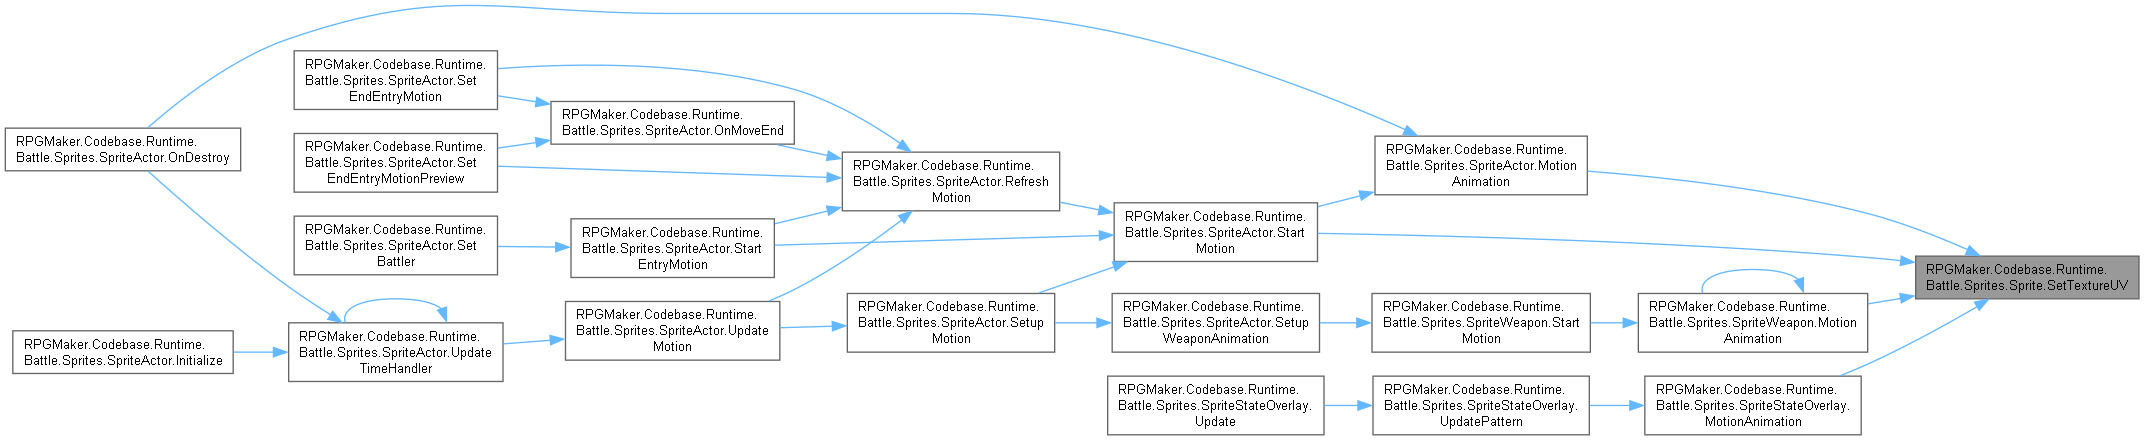 RPGMaker.Codebase.Runtime.
Battle.Sprites.SpriteActor.OnDestroy
RPGMaker.Codebase.Runtime.
Battle.Sprites.SpriteActor.Initialize
RPGMaker.Codebase.Runtime.
Battle.Sprites.SpriteActor.Set
EndEntryMotion
RPGMaker.Codebase.Runtime.
Battle.Sprites.SpriteActor.Set
EndEntryMotionPreview
RPGMaker.Codebase.Runtime.
Battle.Sprites.SpriteActor.Set
Battler
RPGMaker.Codebase.Runtime.
Battle.Sprites.SpriteActor.Update
TimeHandler
RPGMaker.Codebase.Runtime.
Battle.Sprites.SpriteActor.OnMoveEnd
RPGMaker.Codebase.Runtime.
Battle.Sprites.SpriteActor.Start
EntryMotion
RPGMaker.Codebase.Runtime.
Battle.Sprites.SpriteActor.Update
Motion
RPGMaker.Codebase.Runtime.
Battle.Sprites.SpriteActor.Refresh
Motion
RPGMaker.Codebase.Runtime.
Battle.Sprites.SpriteActor.Setup
Motion
RPGMaker.Codebase.Runtime.
Battle.Sprites.SpriteActor.Start
Motion
RPGMaker.Codebase.Runtime.
Battle.Sprites.SpriteActor.Setup
WeaponAnimation
RPGMaker.Codebase.Runtime.
Battle.Sprites.SpriteStateOverlay.
Update
RPGMaker.Codebase.Runtime.
Battle.Sprites.SpriteActor.Motion
Animation
RPGMaker.Codebase.Runtime.
Battle.Sprites.SpriteWeapon.Start
Motion
RPGMaker.Codebase.Runtime.
Battle.Sprites.SpriteStateOverlay.
UpdatePattern
RPGMaker.Codebase.Runtime.
Battle.Sprites.SpriteWeapon.Motion
Animation
RPGMaker.Codebase.Runtime.
Battle.Sprites.SpriteStateOverlay.
MotionAnimation
RPGMaker.Codebase.Runtime.
Battle.Sprites.Sprite.SetTextureUV